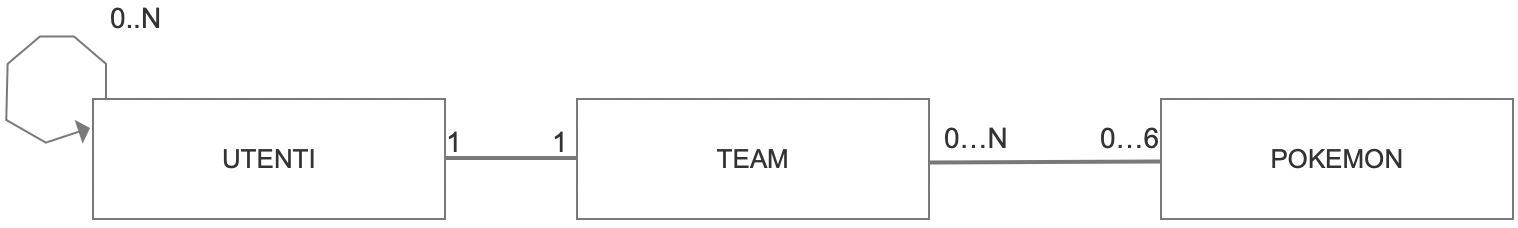 0..N
UTENTI
1
1
TEAM
0...N
0...6
POKEMON